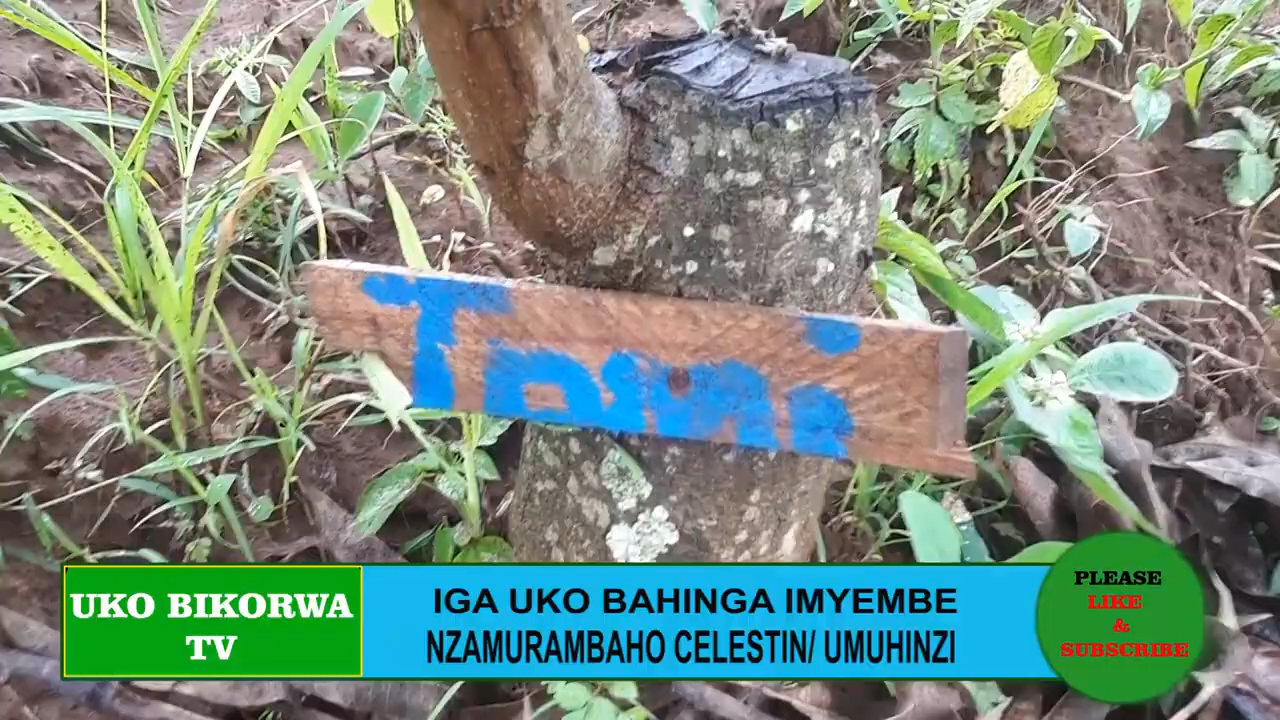 Tomi
UKO BIKORWA
TV
IGA UKO BAHINGA IMYEMBE
NZAMURAMBAHO CELESTIN/ UMUHINZI
PLEASE
LIKE
&
SUBSCRIBE